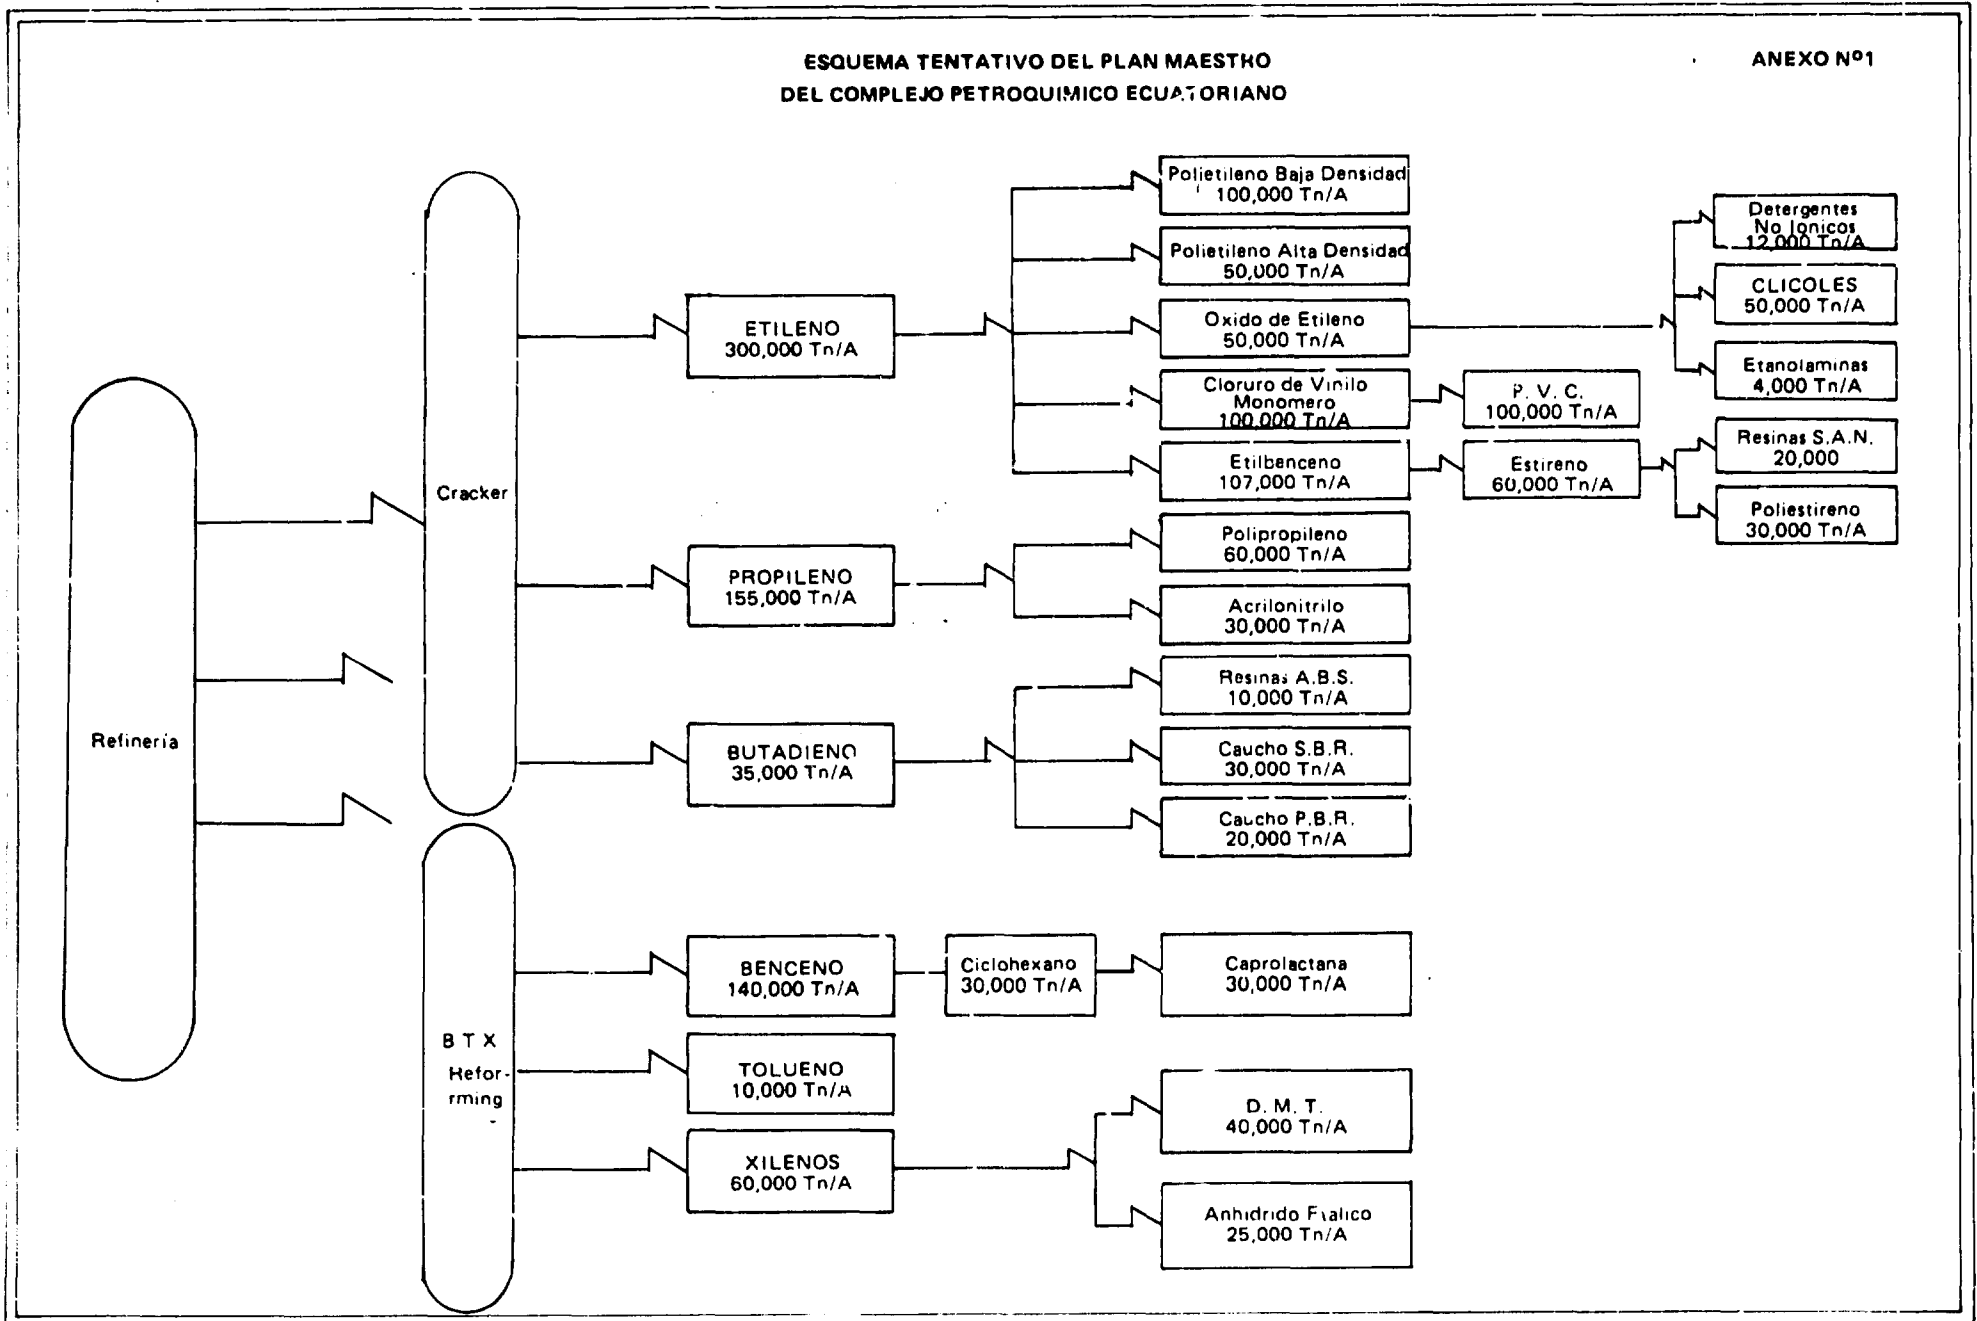 ESQUEMA TENTATIVO DEL PLAN MAESTRO
DEL COMPLEJO PETROQUIMICO ECUATORIANO
ANEXO Nº1
Refinería
Cracker
B T X
Refor-
rming
ETILENO
300,000 Tn/A
PROPILENO
155,000 Tn/A
BUTADIENO
35,000 Tn/A
BENCENO
140,000 Tn/A
TOLUENO
10,000 Tn/A
XILENOS
60,000 Tn/A
Ciclohexano
30,000 Tn/A
Polietileno Baja Densidad
100,000 Tn/A
Polietileno Alta Densidad
50,000 Tn/A
Oxido de Etileno
50,000 Tn/A
Cloruro de Vinilo
Monomero
100,000 Tn/A
Etilbenceno
107,000 Tn/A
Polipropileno
60,000 Tn/A
Acrilonitrilo
30,000 Tn/A
Resinas A.B.S.
10,000 Tn/A
Caucho S.B.R.
30,000 Tn/A
Caucho P.B.R.
20,000 Tn/A
Caprolactana
30,000 Tn/A
D. M. T.
40,000 Tn/A
Anhidrido Ftalico
25,000 Tn/A
P. V. C.
100,000 Tn/A
Estireno
60,000 Tn/A
Detergentes
No Ionicos
12,000 Tn/A
CLICOLES
50,000 Tn/A
Etanolaminas
4,000 Tn/A
Resinas S.A.N.
20,000
Poliestireno
30,000 Tn/A